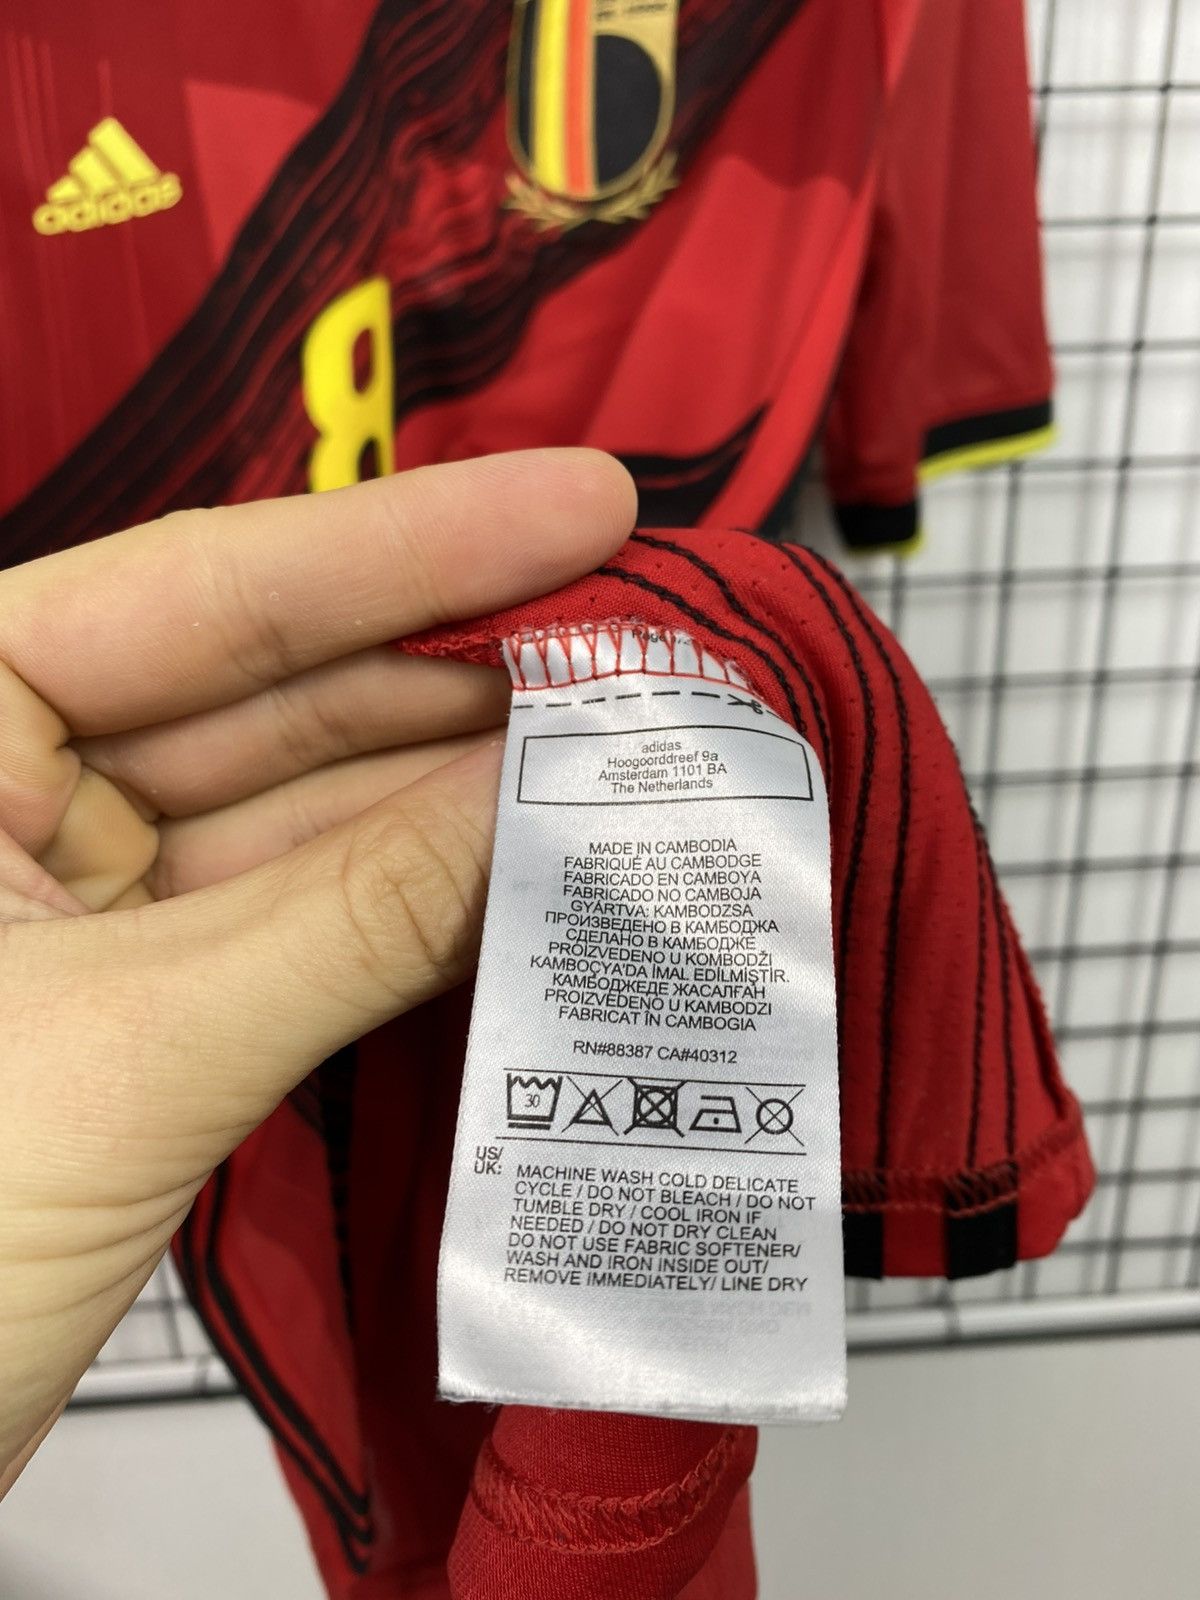 adidas
8
adidas
Hoogoorddreef 9a
Amsterdam 1101 BA
The Netherlands
MADE IN CAMBODIA
FABRIQUÉ AU CAMBODGE
FABRICADO EN CAMBOYA
FABRICADO NO CAMBOJA
GYÁRTVA: KAMBODZSA
ПРОИЗВЕДЕНО В КАМБОДЖА
СДЕЛАНО В КАМБОДЖЕ
PROIZVEDENO U KOMBODŽI
KAMBOÇYA'DA İMAL EDİLMİŞTİR.
КАМБОДЖЕДЕ ЖАСАЛҒАН
PROIZVEDENO U KAMBODZI
FABRICAT ÎN CAMBOGIA
RN#88387 CA#40312
30
US/
UK: MACHINE WASH COLD DELICATE
CYCLE / DO NOT BLEACH / DO NOT
TUMBLE DRY / COOL IRON IF
NEEDED / DO NOT DRY CLEAN
DO NOT USE FABRIC SOFTENER/
WASH AND IRON INSIDE OUT/
REMOVE IMMEDIATELY/ LINE DRY